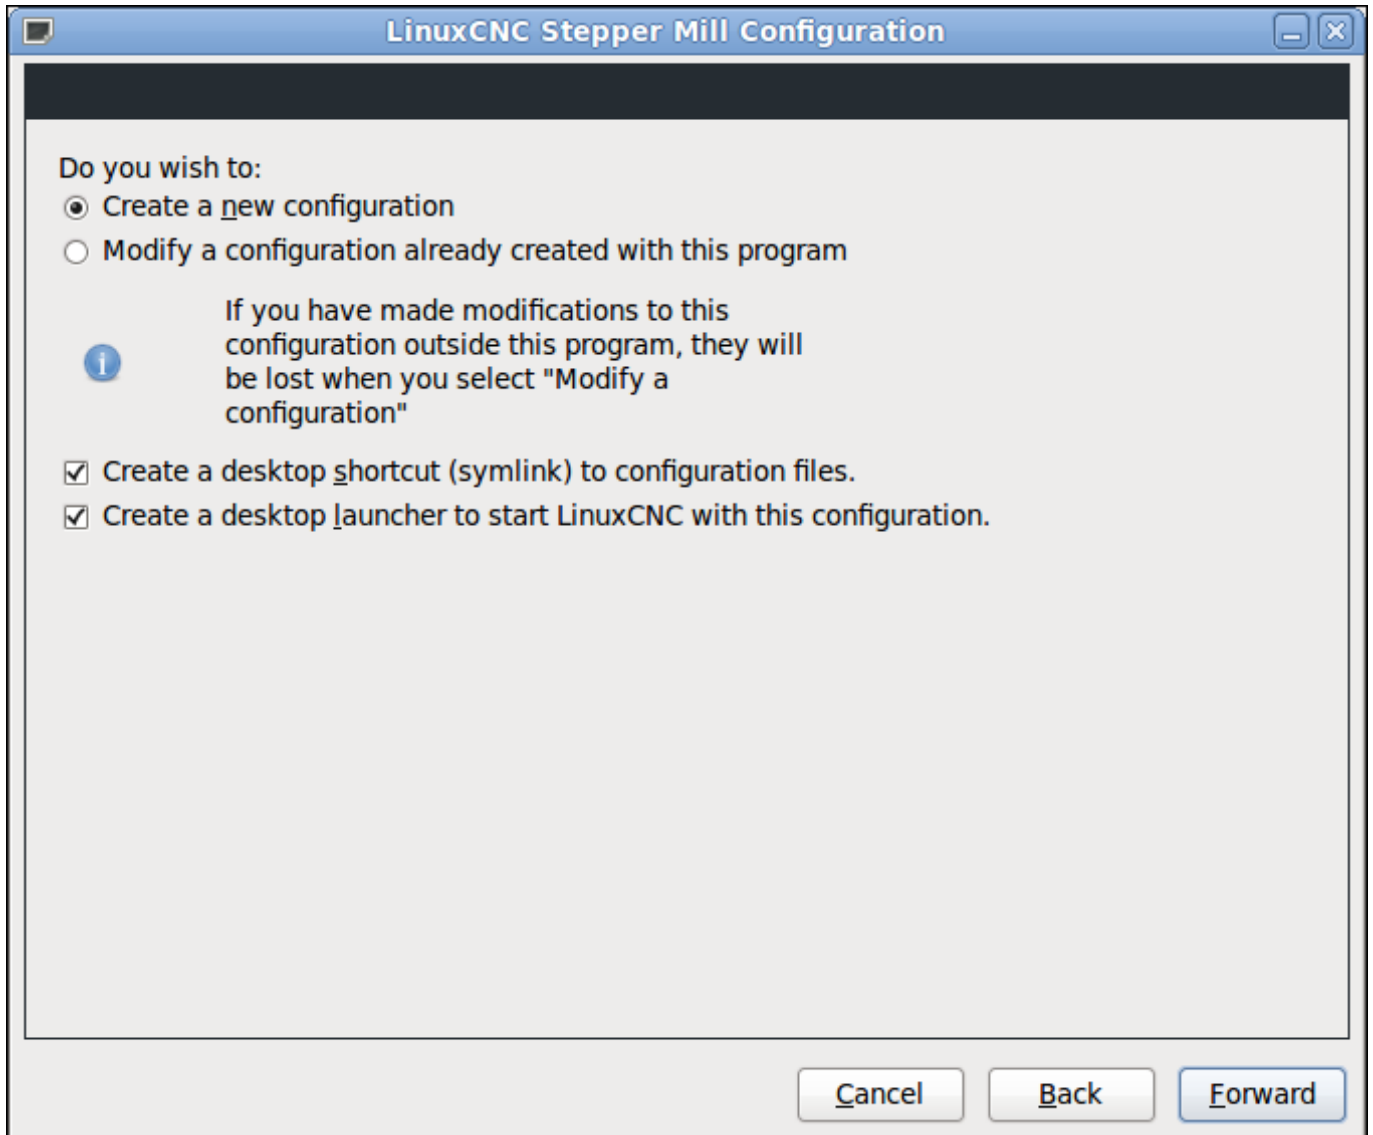 LinuxCNC Stepper Mill Configuration
Do you wish to:
Create a new configuration
Modify a configuration already created with this program
If you have made modifications to this
configuration outside this program, they will
be lost when you select "Modify a
configuration"
Create a desktop shortcut (symlink) to configuration files.
Create a desktop launcher to start LinuxCNC with this configuration.
Cancel Back Forward